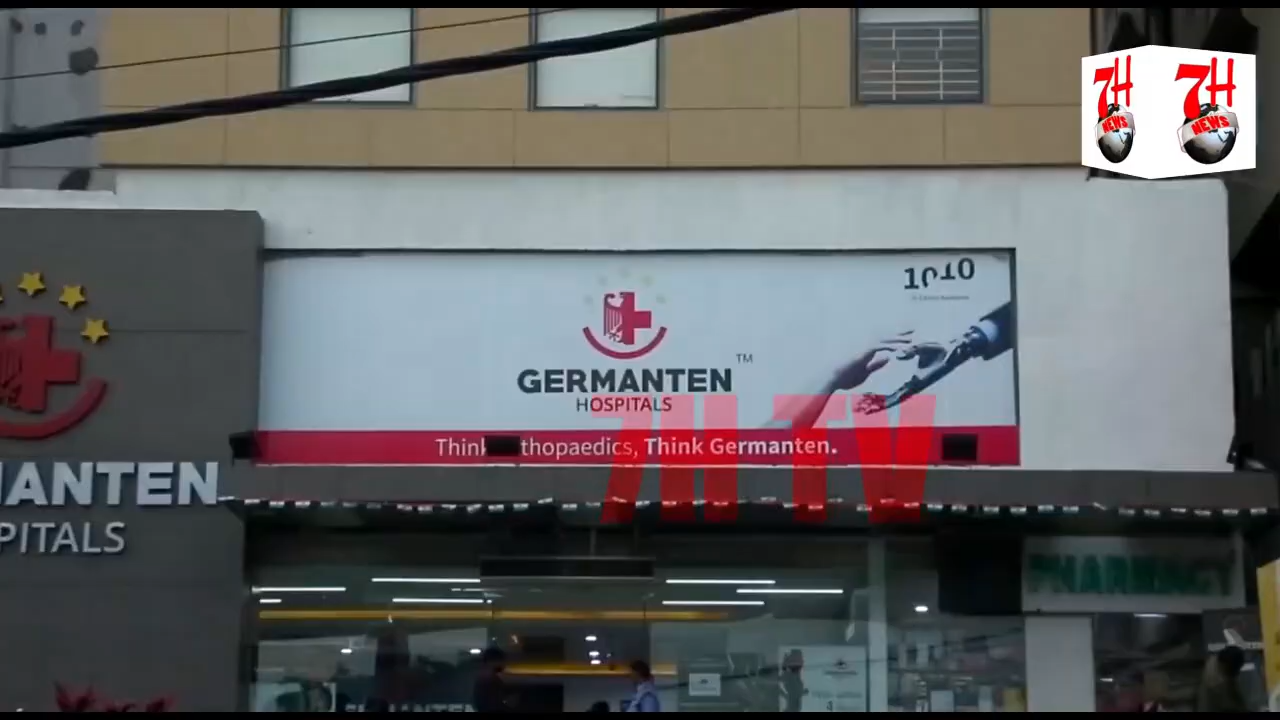 7H
NEWS
7H
NEWS
1010
GERMANTEN
TM
HOSPITALS
Think thopaedics, Think Germanten.
7H TV
MANTEN
PITALS
PHARMACY